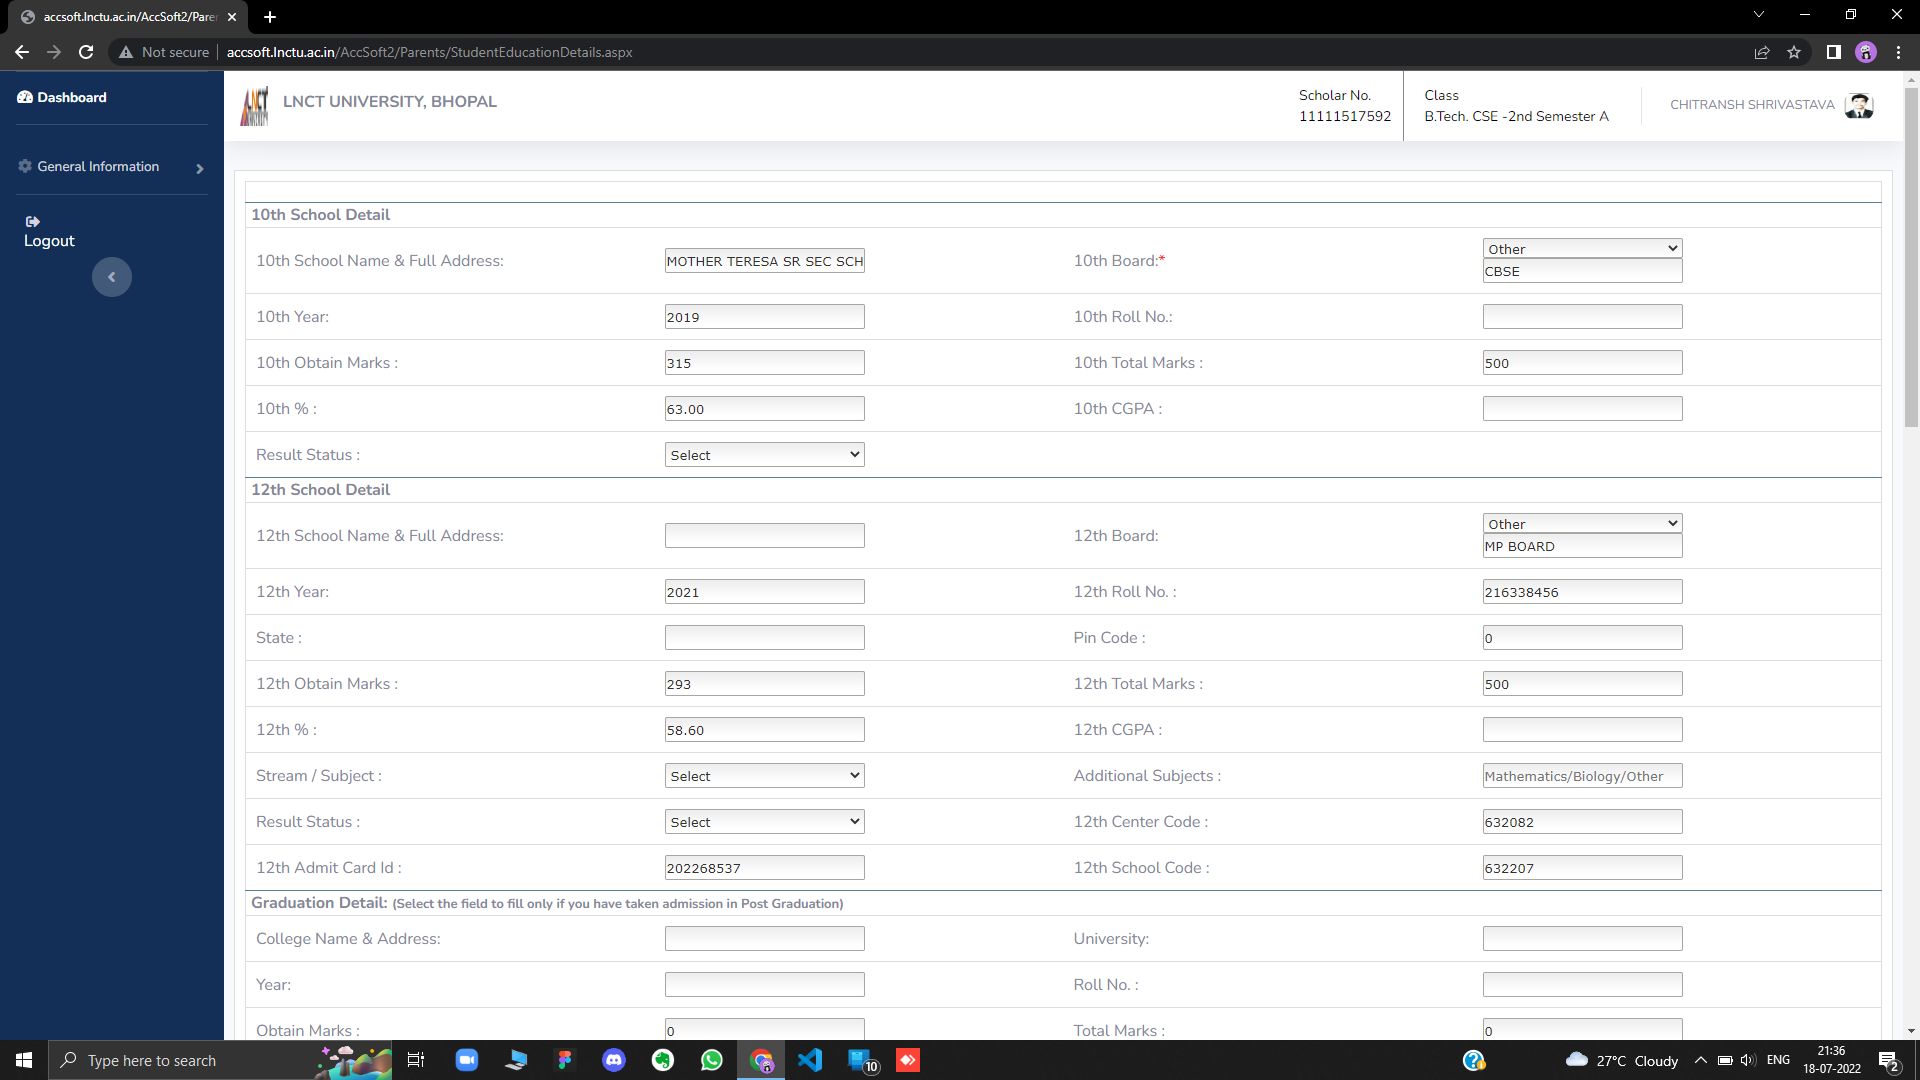 accsoft.lnctu.ac.in/AccSoft2/Pare
Not secure accsoft.lnctu.ac.in/AccSoft2/Parents/StudentEducationDetails.aspx
Dashboard
General Information
Logout
LNCT UNIVERSITY, BHOPAL
Scholar No.
11111517592
Class
B.Tech. CSE -2nd Semester A
CHITRANSH SHRIVASTAVA
10th School Detail
10th School Name & Full Address: MOTHER TERESA SR SEC SCH 10th Board:* Other
CBSE
10th Year: 2019 10th Roll No.:
10th Obtain Marks : 315 10th Total Marks : 500
10th % : 63.00 10th CGPA :
Result Status : Select
12th School Detail
12th School Name & Full Address: 12th Board: Other
MP BOARD
12th Year: 2021 12th Roll No. : 216338456
State : Pin Code : 0
12th Obtain Marks : 293 12th Total Marks : 500
12th % : 58.60 12th CGPA :
Stream / Subject : Select Additional Subjects : Mathematics/Biology/Other
Result Status : Select 12th Center Code : 632082
12th Admit Card Id : 202268537 12th School Code : 632207
Graduation Detail: (Select the field to fill only if you have taken admission in Post Graduation)
College Name & Address: University:
Year: Roll No. :
Obtain Marks : 0 Total Marks : 0
Type here to search
10
27°C Cloudy
ENG
21:36
18-07-2022
2